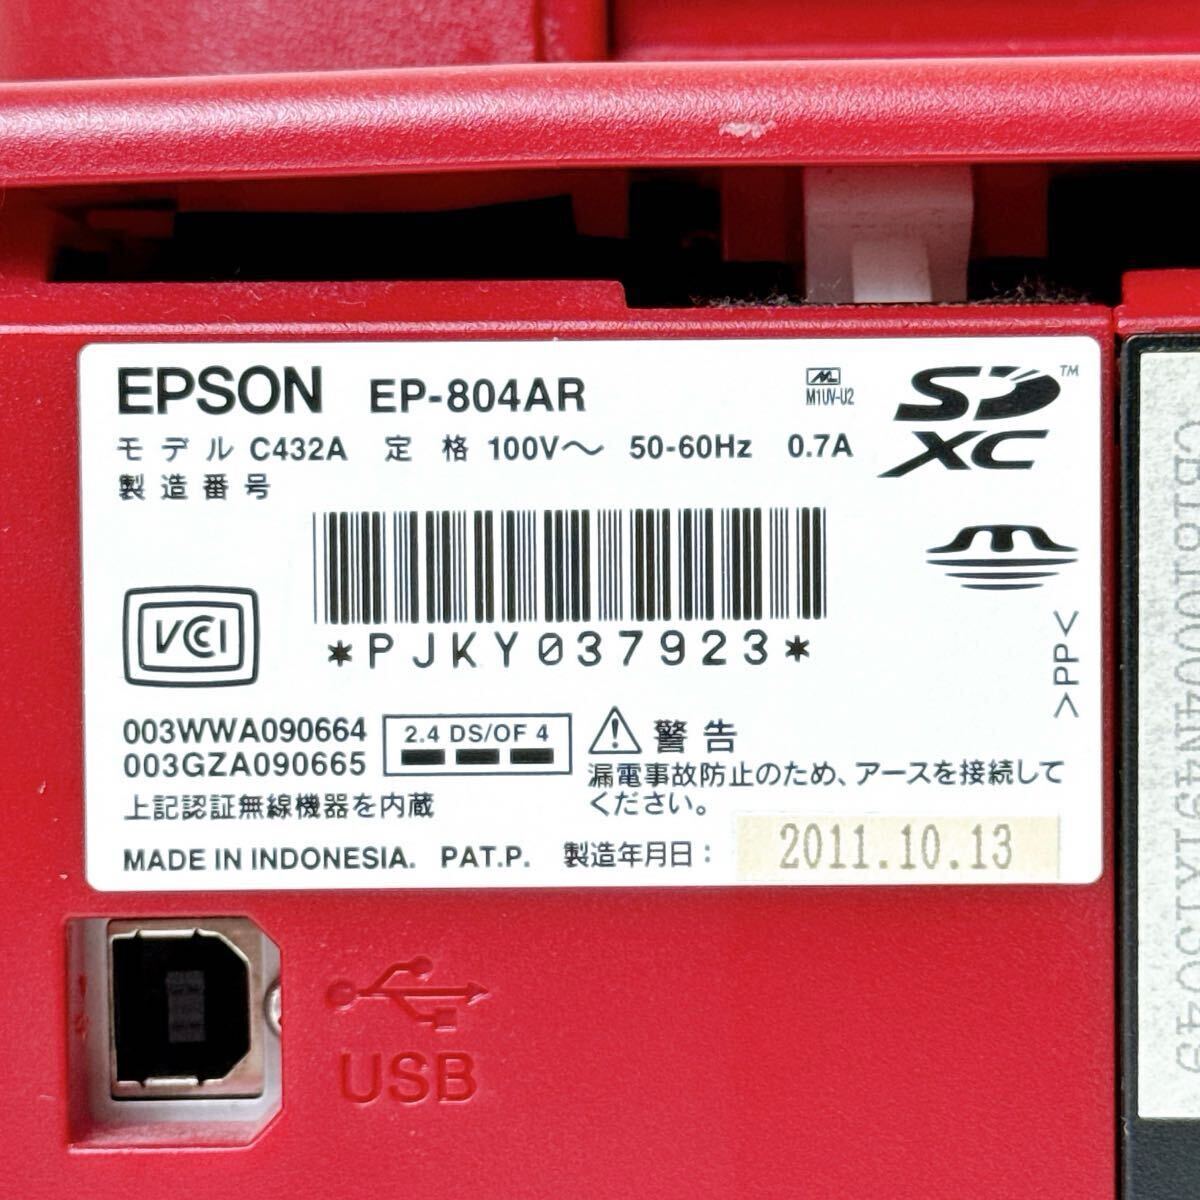 EPSON EP-804AR
M1UV-U2
SD XC TM
モデル C432A 定格 100V～ 50-60Hz 0.7A
製造番号
*PJKY037923*
VCCI
>PP<
003WWA090664
003GZA090665
2.4 DS/OF 4
上記認証無線機器を内蔵
警告
漏電事故防止のため、アースを接続して
ください。
MADE IN INDONESIA. PAT.P. 製造年月日: 2011.10.13
USB